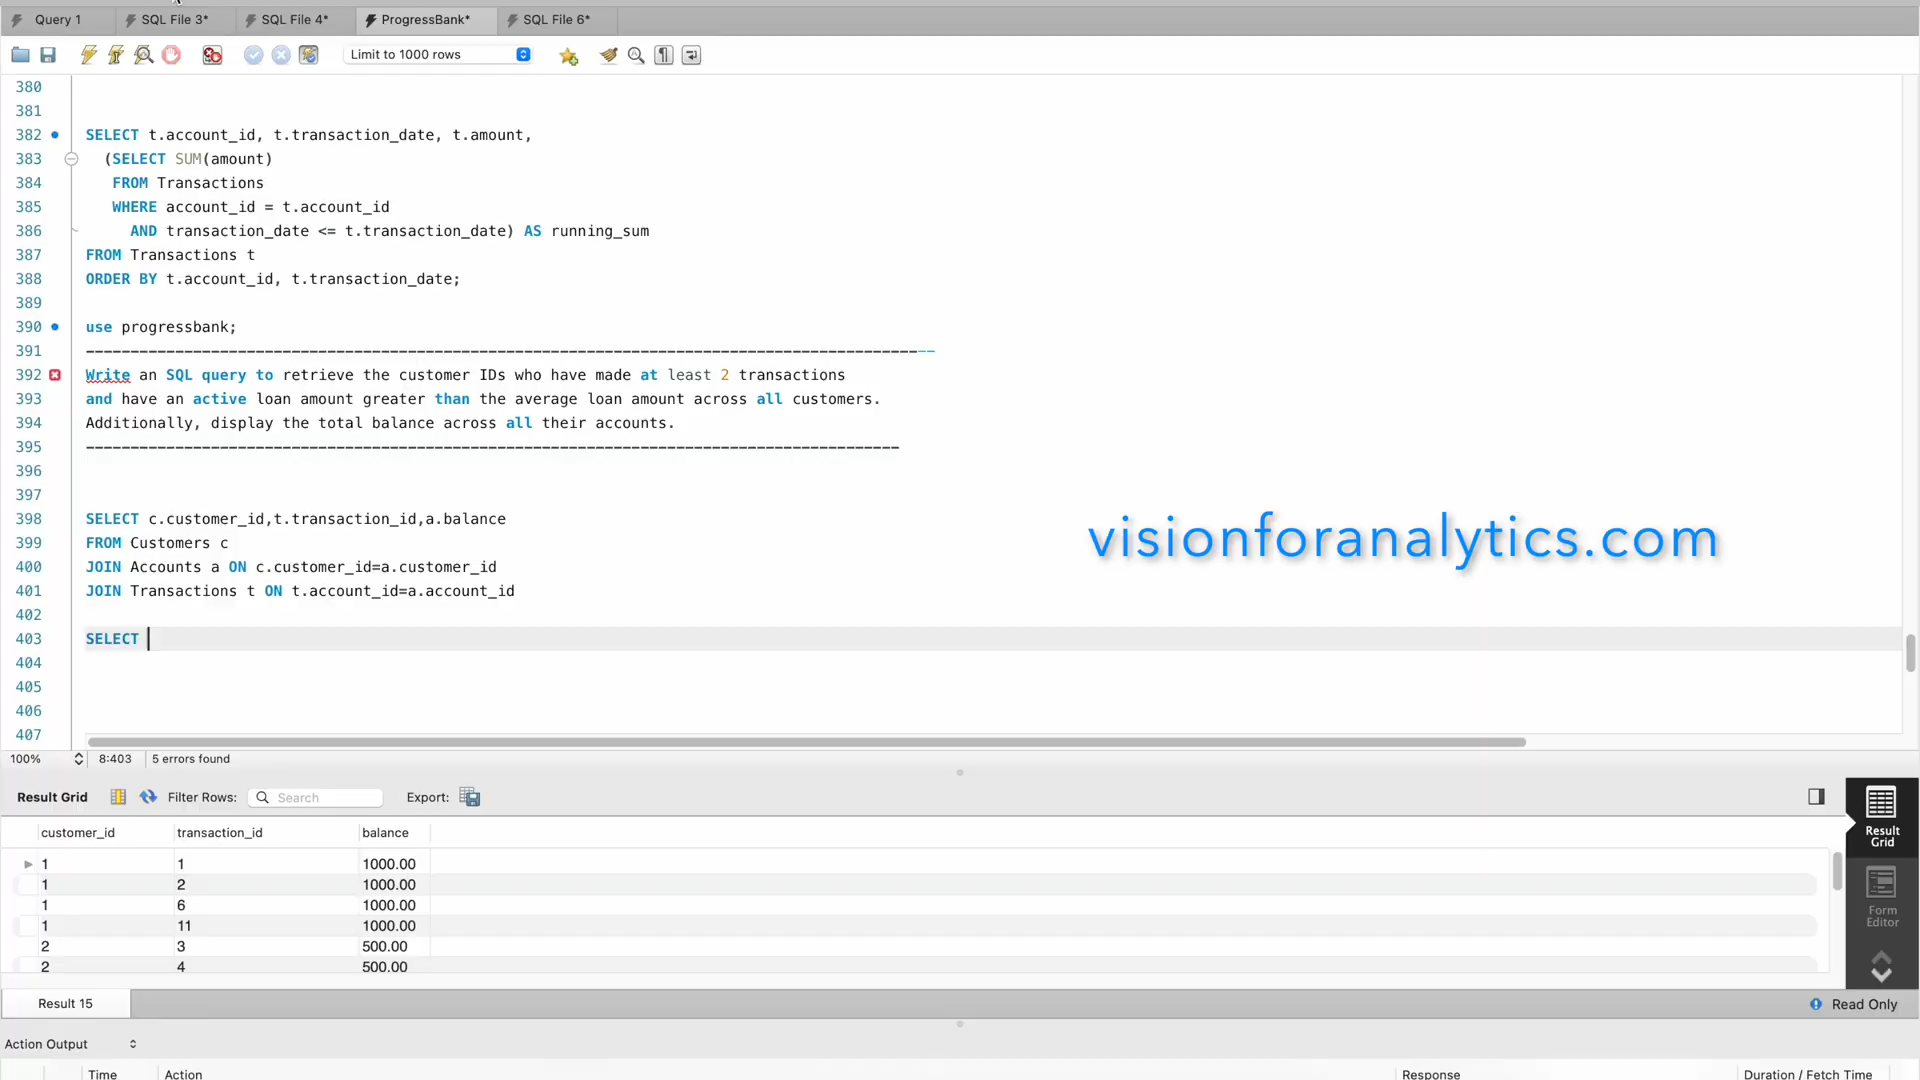 Query 1
SQL File 3*
SQL File 4*
ProgressBank*
SQL File 6*
Limit to 1000 rows
380
381
382 SELECT t.account_id, t.transaction_date, t.amount,
383 (SELECT SUM(amount)
384 FROM Transactions
385 WHERE account_id = t.account_id
386 AND transaction_date <= t.transaction_date) AS running_sum
387 FROM Transactions t
388 ORDER BY t.account_id, t.transaction_date;
389
390 use progressbank;
391 ----------------------------------------------------------------------------------------------
392 Write an SQL query to retrieve the customer IDs who have made at least 2 transactions
393 and have an active loan amount greater than the average loan amount across all customers.
394 Additionally, display the total balance across all their accounts.
395 -------------------------------------------------------------------------------------------
396
397
398 SELECT c.customer_id,t.transaction_id,a.balance
399 FROM Customers c
400 JOIN Accounts a ON c.customer_id=a.customer_id
401 JOIN Transactions t ON t.account_id=a.account_id
402
403 SELECT
404
405
406
407
visionforanalytics.com
100% 8:403 5 errors found
Result Grid Filter Rows: Search Export:
customer_id transaction_id balance
1 1 1000.00
1 2 1000.00
1 6 1000.00
1 11 1000.00
2 3 500.00
2 4 500.00
Result
Grid
Form
Editor
Result 15
Read Only
Action Output
Time Action Response Duration / Fetch Time